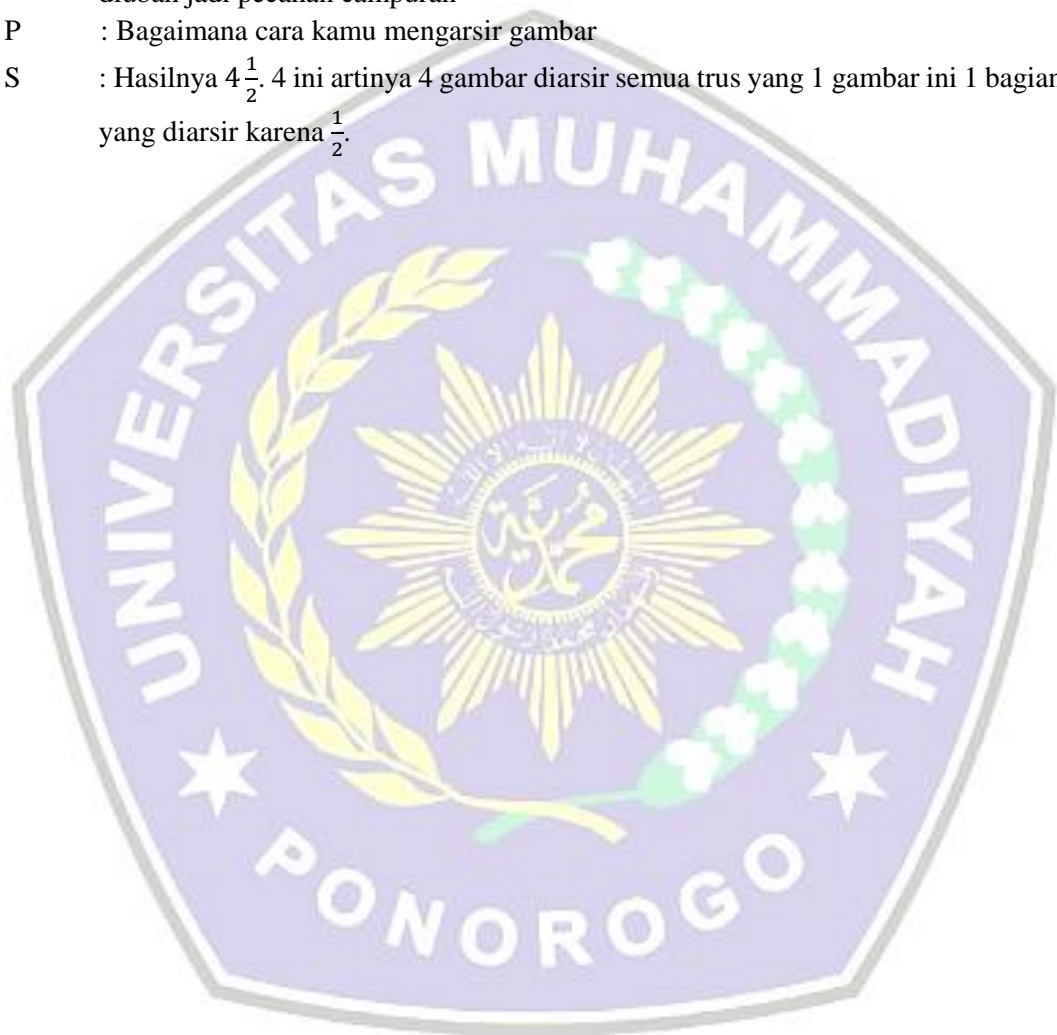 diubah jadi pecahan campuran
P : Bagaimana cara kamu mengarsir gambar
S : Hasilnya 4 1/2. 4 ini artinya 4 gambar diarsir semua trus yang 1 gambar ini 1 bagian
yang diarsir karena 1/2.
UNIVERSITAS MUHAMMADIYAH
PONOROGO